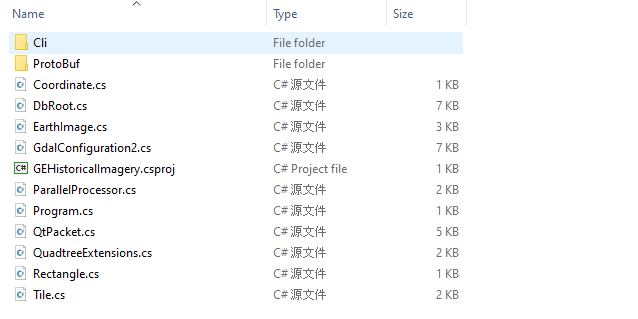 Name Type Size
Cli File folder
ProtoBuf File folder
Coordinate.cs C# 源文件 1 KB
DbRoot.cs C# 源文件 7 KB
EarthImage.cs C# 源文件 3 KB
GdalConfiguration2.cs C# 源文件 7 KB
C# GEHistoricalImagery.csproj C# Project file 1 KB
ParallelProcessor.cs C# 源文件 2 KB
Program.cs C# 源文件 1 KB
QtPacket.cs C# 源文件 5 KB
QuadtreeExtensions.cs C# 源文件 2 KB
Rectangle.cs C# 源文件 1 KB
Tile.cs C# 源文件 2 KB